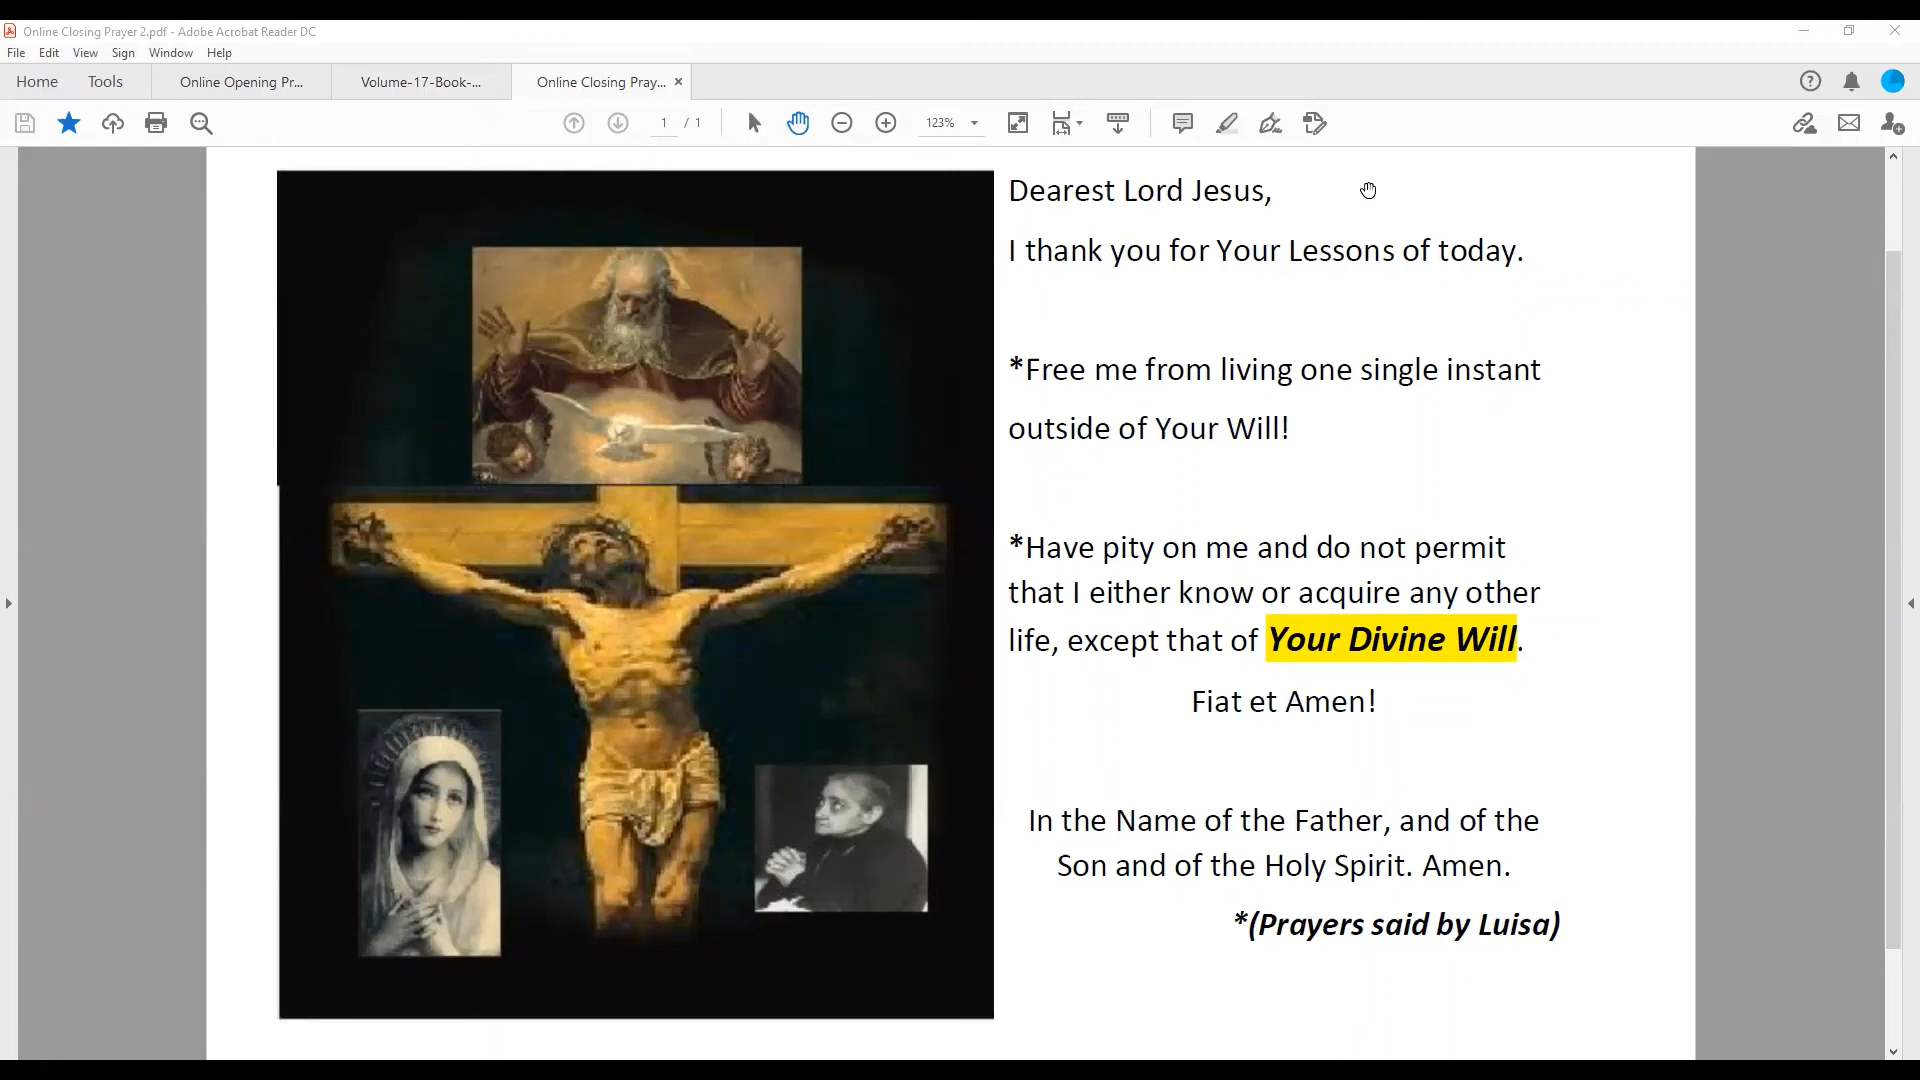 Online Closing Prayer 2.pdf - Adobe Acrobat Reader DC
File Edit View Sign Window Help
Home Tools Online Opening Pr... Volume-17-Book-... Online Closing Pray... ×
1 / 1 123%
Dearest Lord Jesus,
I thank you for Your Lessons of today.
*Free me from living one single instant
outside of Your Will!
*Have pity on me and do not permit
that I either know or acquire any other
life, except that of Your Divine Will.
Fiat et Amen!
In the Name of the Father, and of the
Son and of the Holy Spirit. Amen.
*(Prayers said by Luisa)